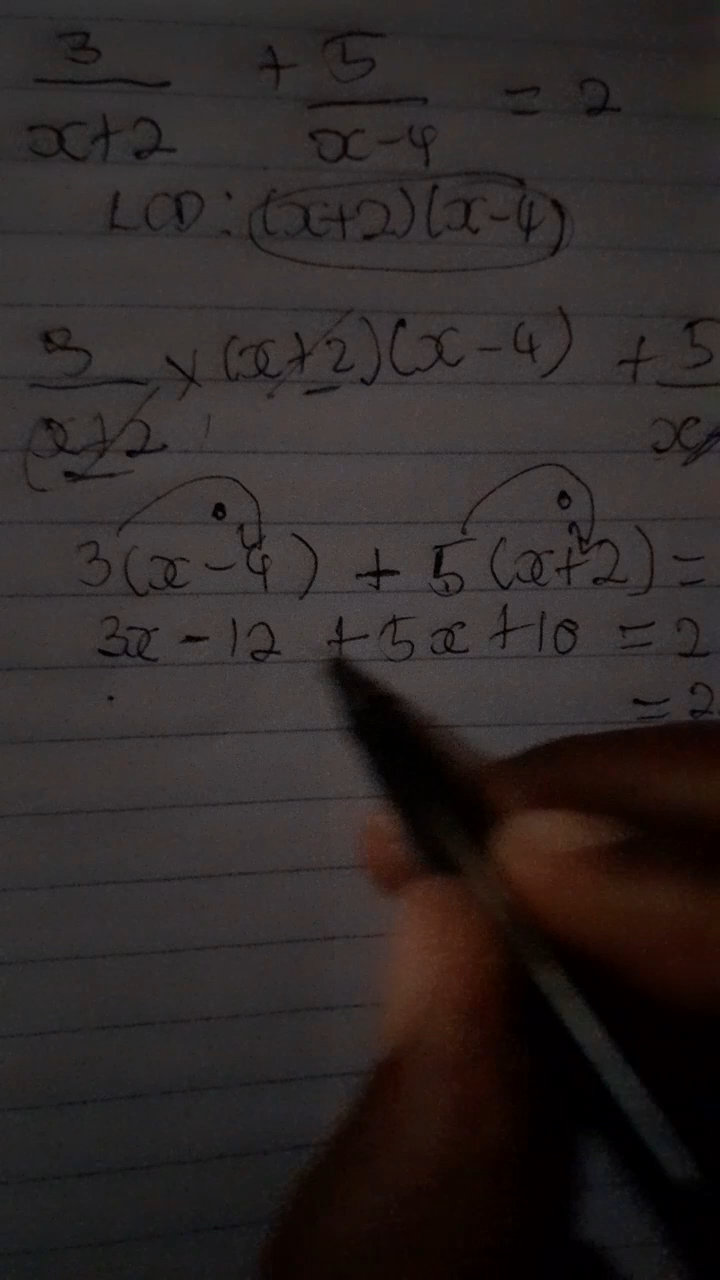 3/(x+2) + 5/(x-4) = 2
LCD: (x+2)(x-4)
3/(x+2) × (x+2)(x-4) + 5/x
3(x-4) + 5(x+2) =
3x - 12 + 5x + 10 = 2
= 2